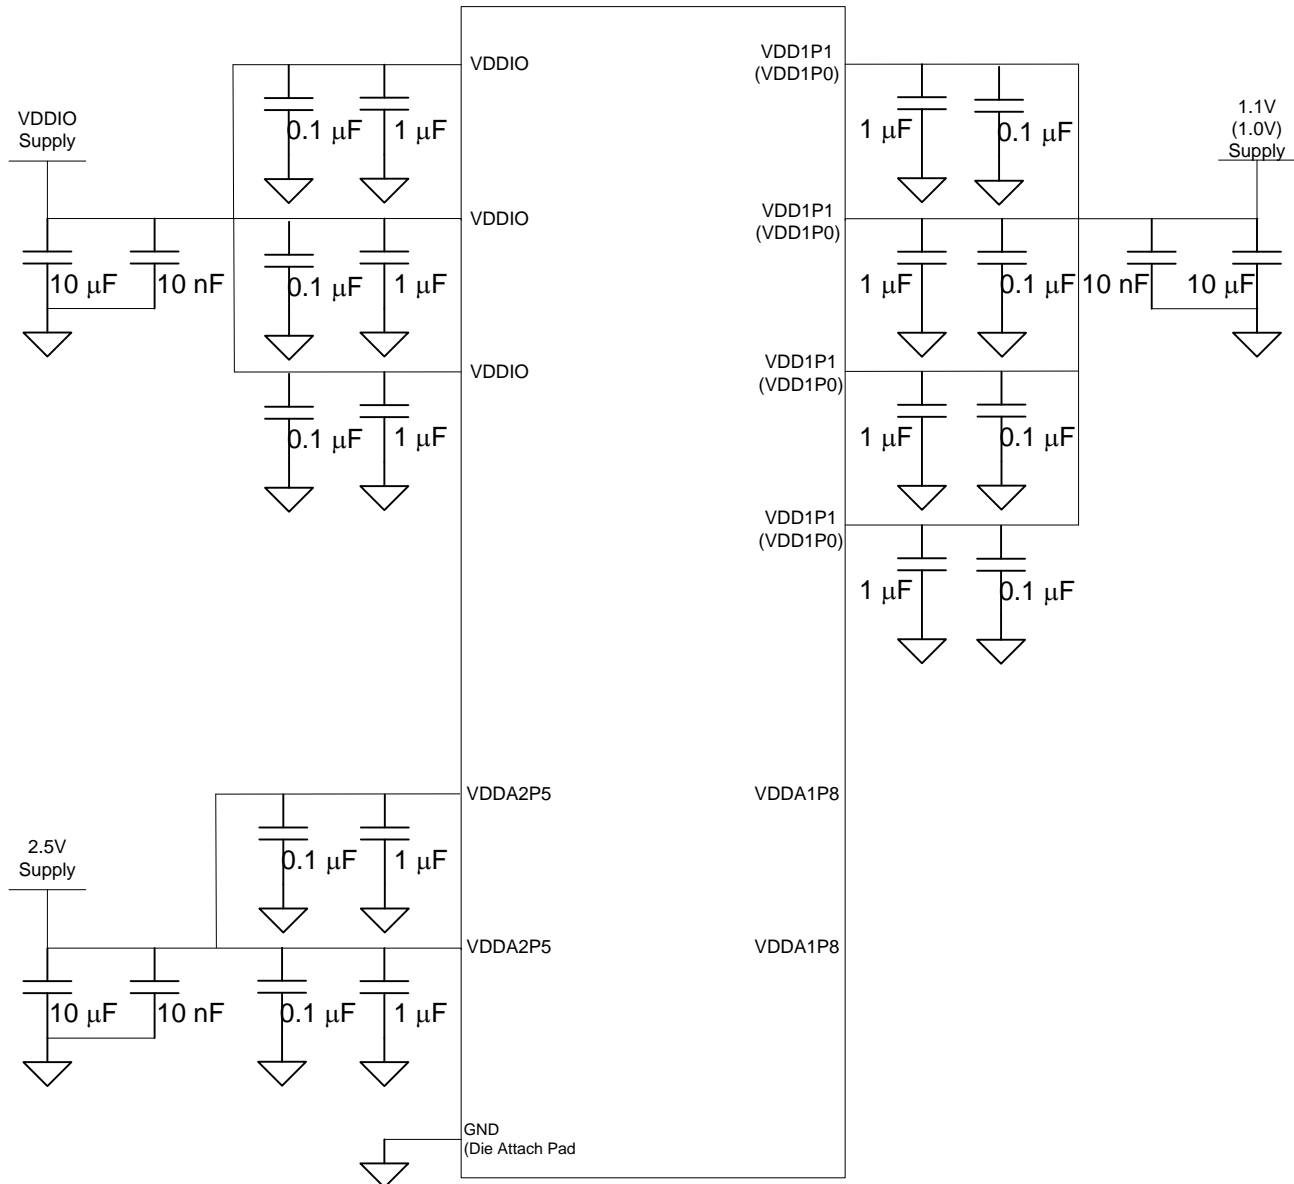 VDDIO
VDD1P1
(VDD1P0)
0.1 µF
1 µF
1 µF
0.1 µF
VDDIO
Supply
1.1V
(1.0V)
Supply
VDDIO
VDD1P1
(VDD1P0)
10 µF
10 nF
0.1 µF
1 µF
1 µF
0.1 µF
10 nF
10 µF
VDDIO
VDD1P1
(VDD1P0)
0.1 µF
1 µF
1 µF
0.1 µF
VDD1P1
(VDD1P0)
1 µF
0.1 µF
VDDA2P5
VDDA1P8
0.1 µF
1 µF
2.5V
Supply
VDDA2P5
VDDA1P8
10 µF
10 nF
0.1 µF
1 µF
GND
(Die Attach Pad